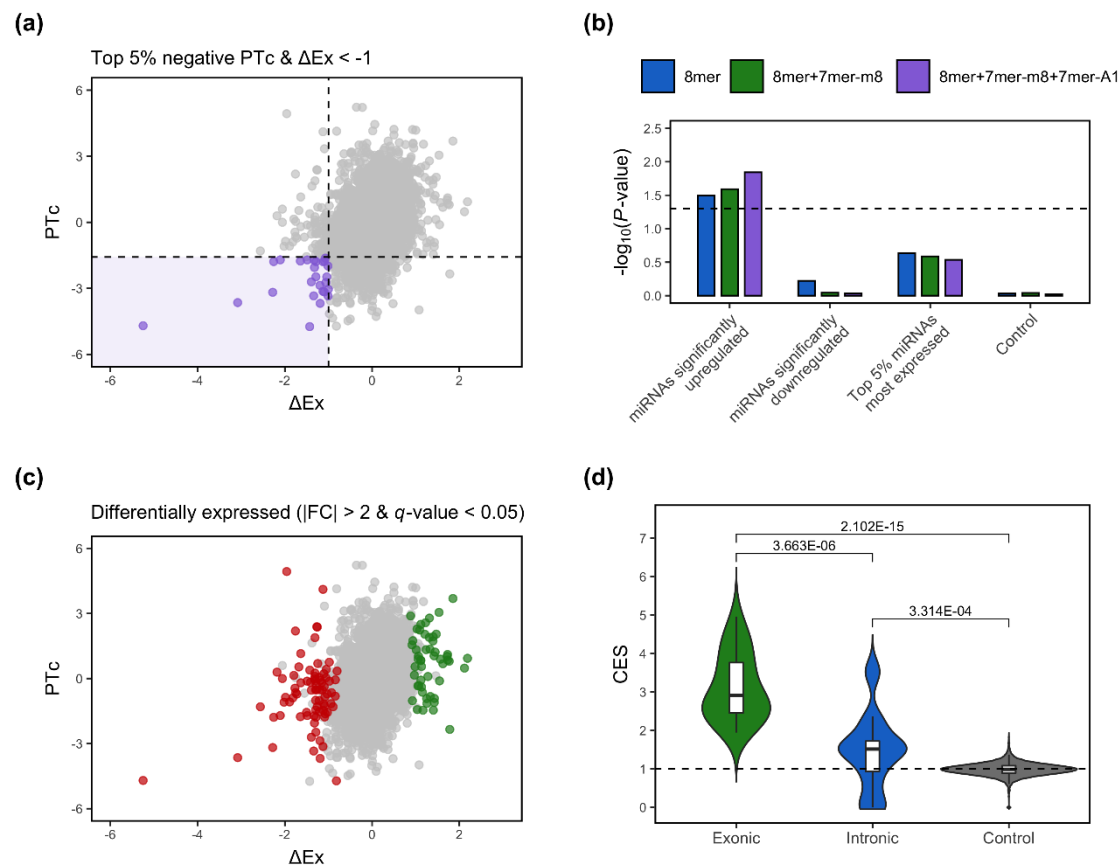 (a)
Top 5% negative PTc & ΔEx < -1
6
3
0
-3
-6
PTc
-6
-4
-2
0
2
ΔEx
(b)
8mer
8mer+7mer-m8
8mer+7mer-m8+7mer-A1
2.5
2.0
1.5
1.0
0.5
0.0
-log10(P-value)
miRNAs significantly
upregulated
miRNAs significantly
downregulated
Top 5% miRNAs
most expressed
Control
(c)
Differentially expressed (|FC| > 2 & q-value < 0.05)
6
3
0
-3
-6
PTc
-6
-4
-2
0
2
ΔEx
(d)
7
6
5
4
3
2
1
0
CES
2.102E-15
3.663E-06
3.314E-04
Exonic
Intronic
Control